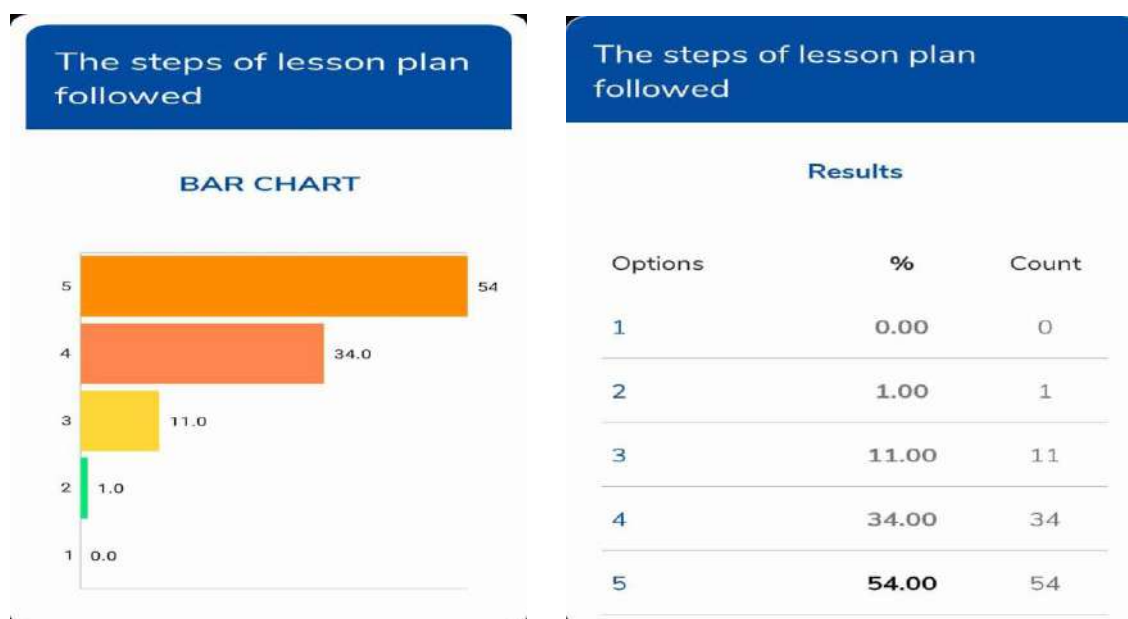 The steps of lesson plan
followed
BAR CHART
5 54
4 34.0
3 11.0
2 1.0
1 0.0
The steps of lesson plan
followed
Results
Options % Count
1 0.00 0
2 1.00 1
3 11.00 11
4 34.00 34
5 54.00 54